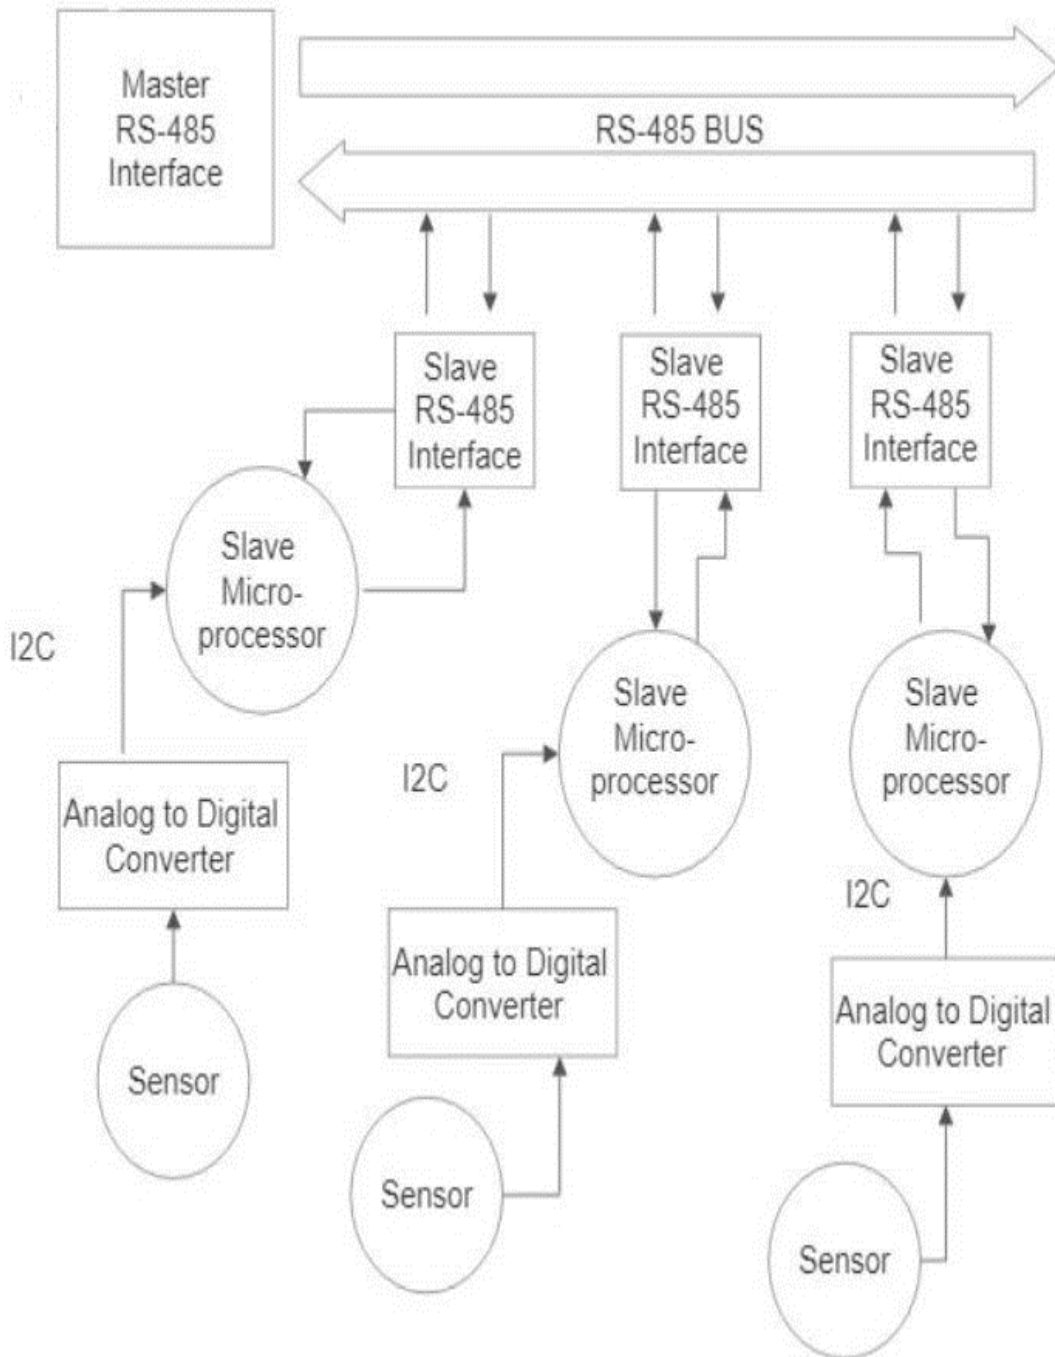 Master
RS-485
Interface
RS-485 BUS
Slave
RS-485
Interface
Slave
RS-485
Interface
Slave
RS-485
Interface
Slave
Micro-
processor
I2C
Slave
Micro-
processor
Slave
Micro-
processor
I2C
Analog to Digital
Converter
I2C
Analog to Digital
Converter
Analog to Digital
Converter
Sensor
Sensor
Sensor